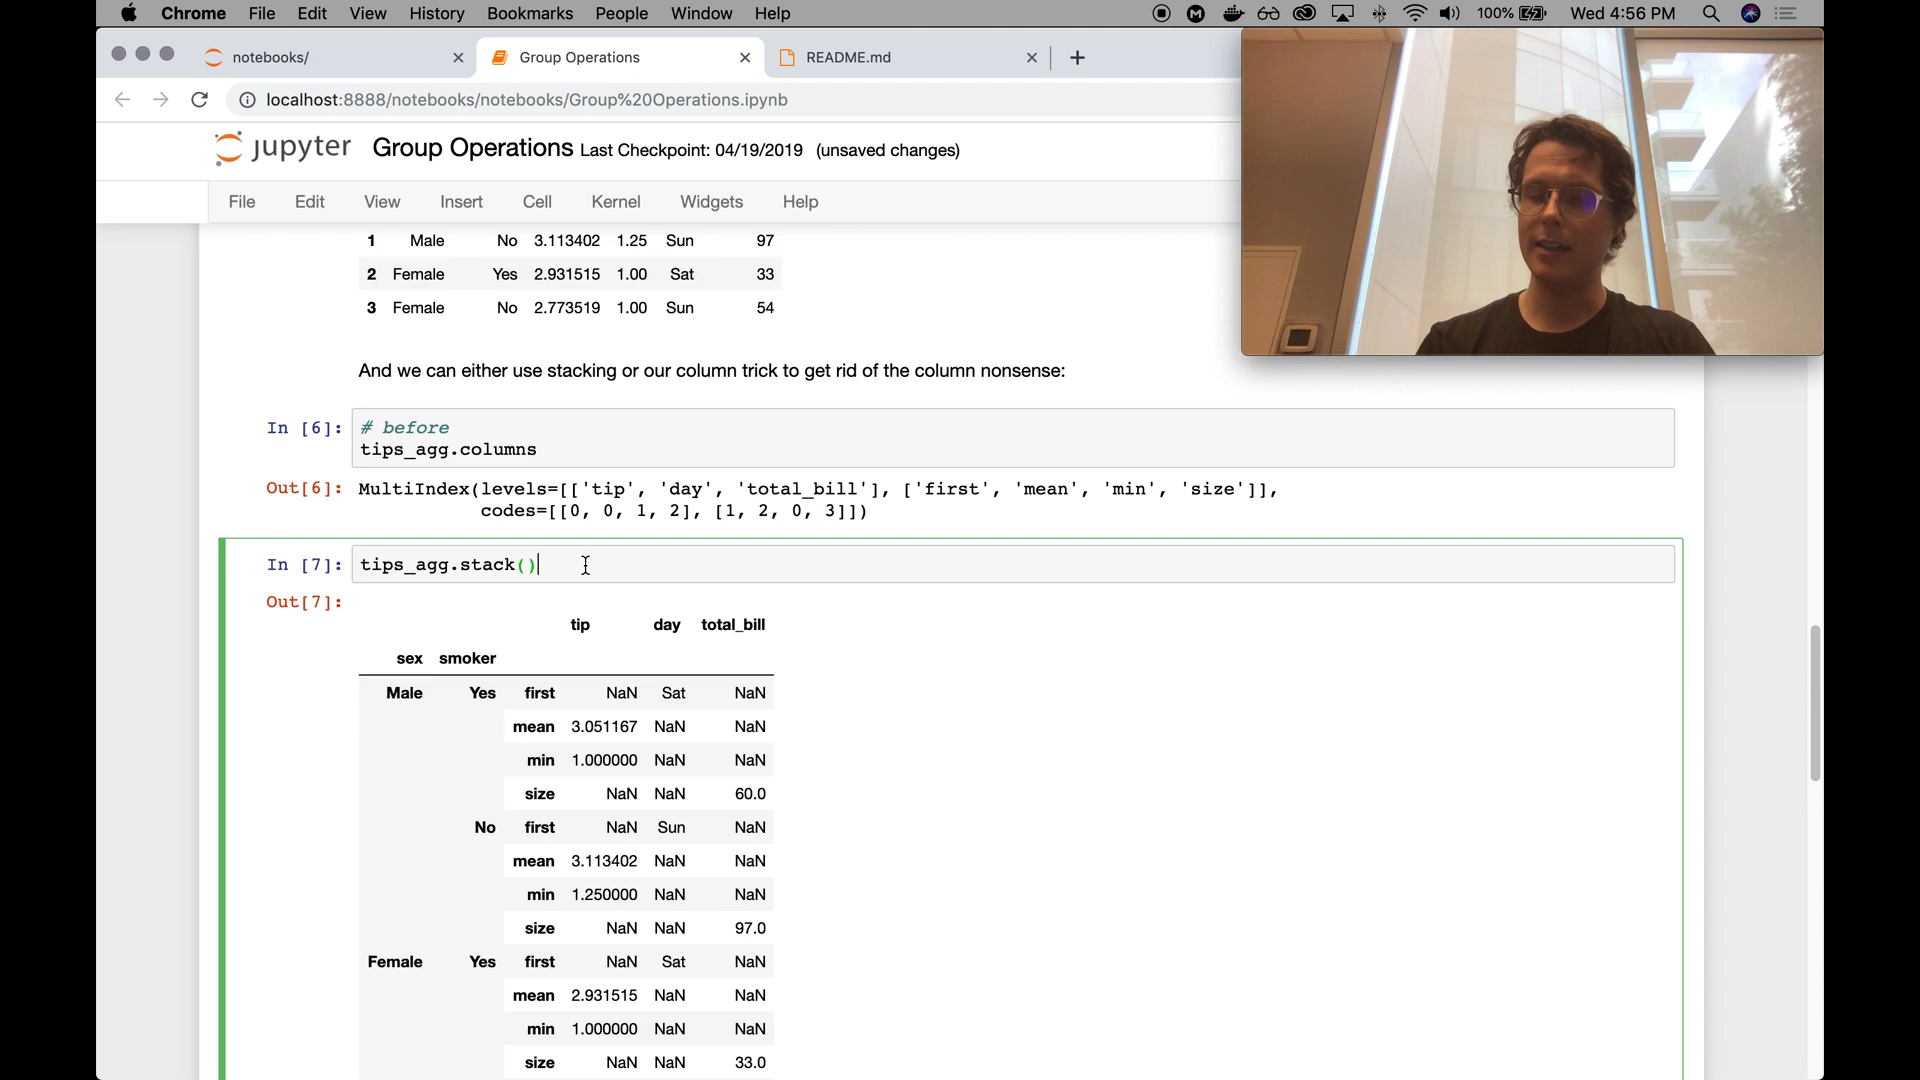 Chrome File Edit View History Bookmarks People Window Help 100% Wed 4:56 PM
notebooks/ Group Operations README.md
localhost:8888/notebooks/notebooks/Group%20Operations.ipynb
jupyter Group Operations Last Checkpoint: 04/19/2019 (unsaved changes)
File Edit View Insert Cell Kernel Widgets Help
1 Male No 3.113402 1.25 Sun 97
2 Female Yes 2.931515 1.00 Sat 33
3 Female No 2.773519 1.00 Sun 54
And we can either use stacking or our column trick to get rid of the column nonsense:
In [6]: # before
tips_agg.columns
Out[6]: MultiIndex(levels=[['tip', 'day', 'total_bill'], ['first', 'mean', 'min', 'size']],
codes=[[0, 0, 1, 2], [1, 2, 0, 3]])
In [7]: tips_agg.stack()
Out[7]:
tip day total_bill
sex smoker
Male Yes first NaN Sat NaN
mean 3.051167 NaN NaN
min 1.000000 NaN NaN
size NaN NaN 60.0
No first NaN Sun NaN
mean 3.113402 NaN NaN
min 1.250000 NaN NaN
size NaN NaN 97.0
Female Yes first NaN Sat NaN
mean 2.931515 NaN NaN
min 1.000000 NaN NaN
size NaN NaN 33.0